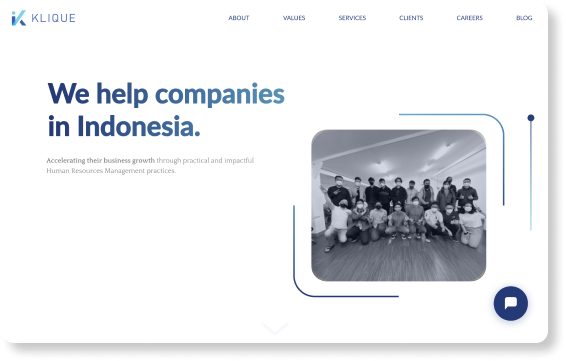 KLIQUE
ABOUT VALUES SERVICES CLIENTS CAREERS BLOG
We help companies
in Indonesia.
Accelerating their business growth through practical and impactful
Human Resources Management practices.